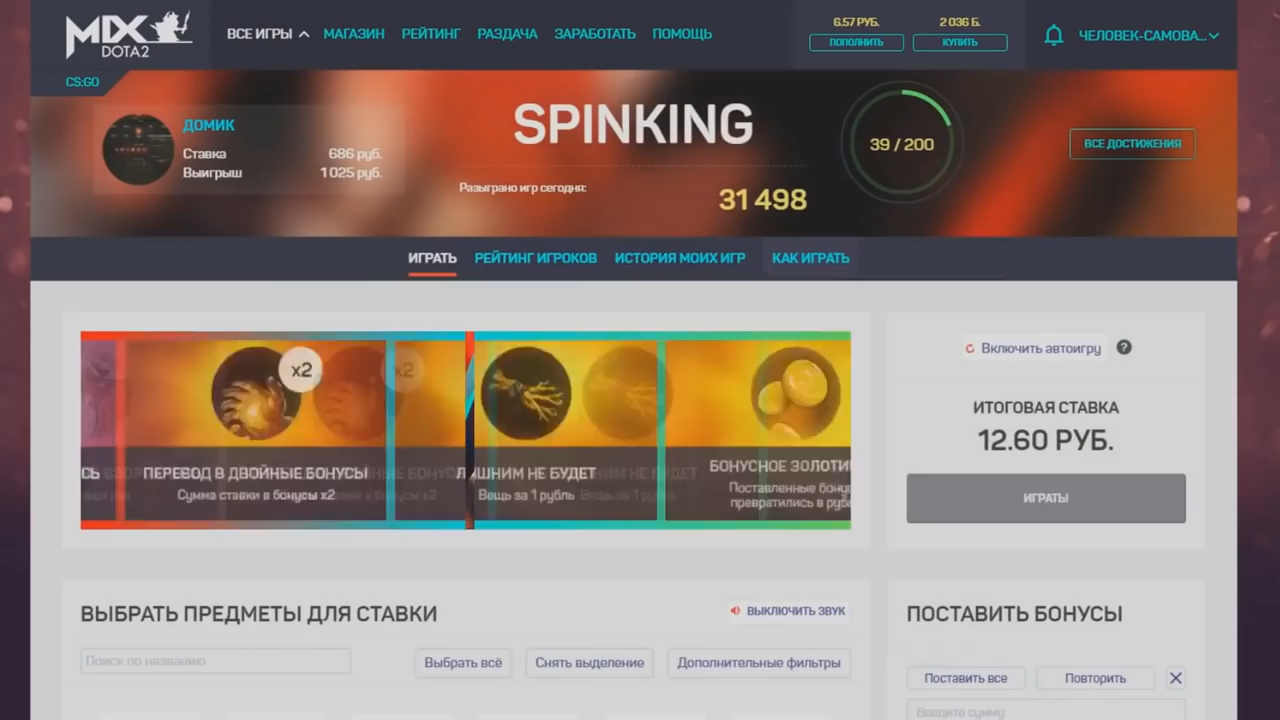 MIX
DOTA2
ВСЕ ИГРЫ
МАГАЗИН
РЕЙТИНГ
РАЗДАЧА
ЗАРАБОТАТЬ
ПОМОЩЬ
6.57 РУБ.
ПОПОЛНИТЬ
2 036 Б.
КУПИТЬ
ЧЕЛОВЕК-САМОВА...
CS:GO
ДОМИК
Ставка 686 руб.
Выигрыш 1 025 руб.
SPINKING
Разыграно игр сегодня:
31 498
39 / 200
ВСЕ ДОСТИЖЕНИЯ
ИГРАТЬ
РЕЙТИНГ ИГРОКОВ
ИСТОРИЯ МОИХ ИГР
КАК ИГРАТЬ
x2
x2
СЬ
ПЕРЕВОД В ДВОЙНЫЕ БОНУСЫ
Сумма ставки в бонусы x2
Л ШНИМ НЕ БУДЕТ
Вещь за 1 рубль
БОНУСНОЕ ЗОЛОТИ
Поставленные бону
превратились в руб
Включить автоигру
?
ИТОГОВАЯ СТАВКА
12.60 РУБ.
ИГРАТЬ!
ВЫБРАТЬ ПРЕДМЕТЫ ДЛЯ СТАВКИ
ВЫКЛЮЧИТЬ ЗВУК
Поиск по названию
Выбрать всё
Снять выделение
Дополнительные фильтры
ПОСТАВИТЬ БОНУСЫ
Поставить все
Повторить
Введите сумму